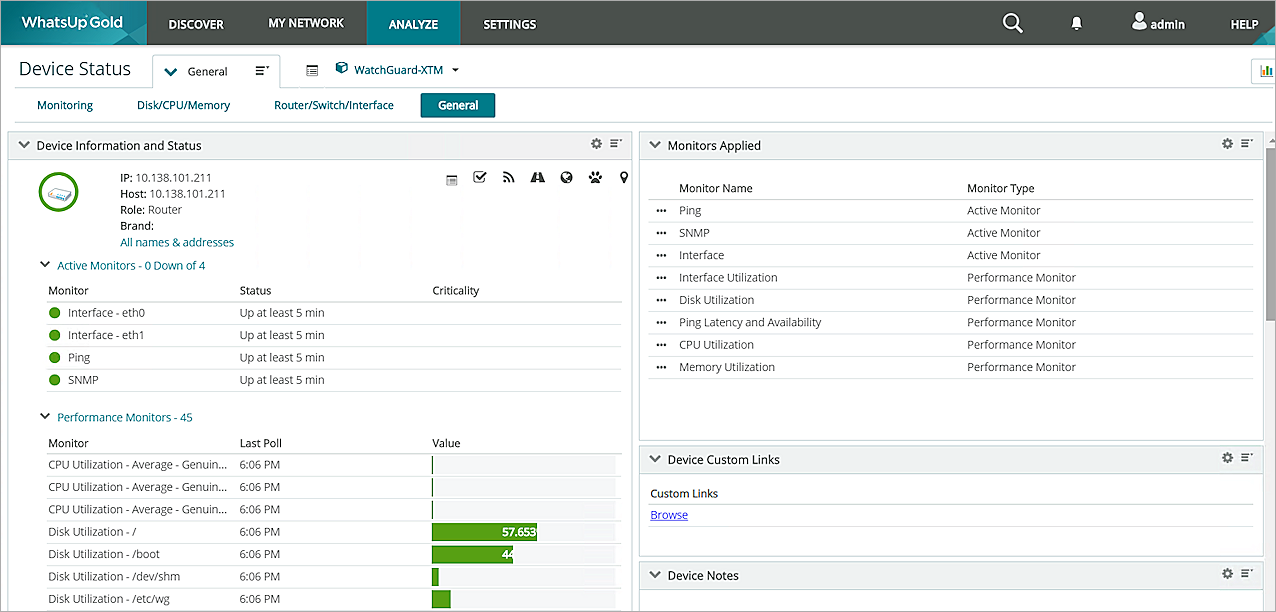 WhatsUp Gold DISCOVER MY NETWORK ANALYZE SETTINGS admin HELP
Device Status General WatchGuard-XTM
Monitoring Disk/CPU/Memory Router/Switch/Interface General
Device Information and Status
IP: 10.138.101.211
Host: 10.138.101.211
Role: Router
Brand:
All names & addresses
Active Monitors - 0 Down of 4
Monitor Status Criticality
Interface - eth0 Up at least 5 min
Interface - eth1 Up at least 5 min
Ping Up at least 5 min
SNMP Up at least 5 min
Performance Monitors - 45
Monitor Last Poll Value
CPU Utilization - Average - Genuin... 6:06 PM
CPU Utilization - Average - Genuin... 6:06 PM
CPU Utilization - Average - Genuin... 6:06 PM
Disk Utilization - / 6:06 PM 57.653
Disk Utilization - /boot 6:06 PM 44
Disk Utilization - /dev/shm 6:06 PM
Disk Utilization - /etc/wg 6:06 PM
Monitors Applied
Monitor Name Monitor Type
Ping Active Monitor
SNMP Active Monitor
Interface Active Monitor
Interface Utilization Performance Monitor
Disk Utilization Performance Monitor
Ping Latency and Availability Performance Monitor
CPU Utilization Performance Monitor
Memory Utilization Performance Monitor
Device Custom Links
Custom Links
Browse
Device Notes